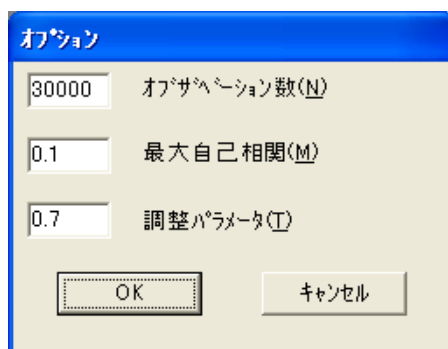 ｵﾌﾟｼｮﾝ
30000 ｵﾌﾞｻﾞﾍﾞｰｼｮﾝ数(N)
0.1 最大自己相関(M)
0.7 調整ﾊﾟﾗﾒｰﾀ(T)
OK ｷｬﾝｾﾙ